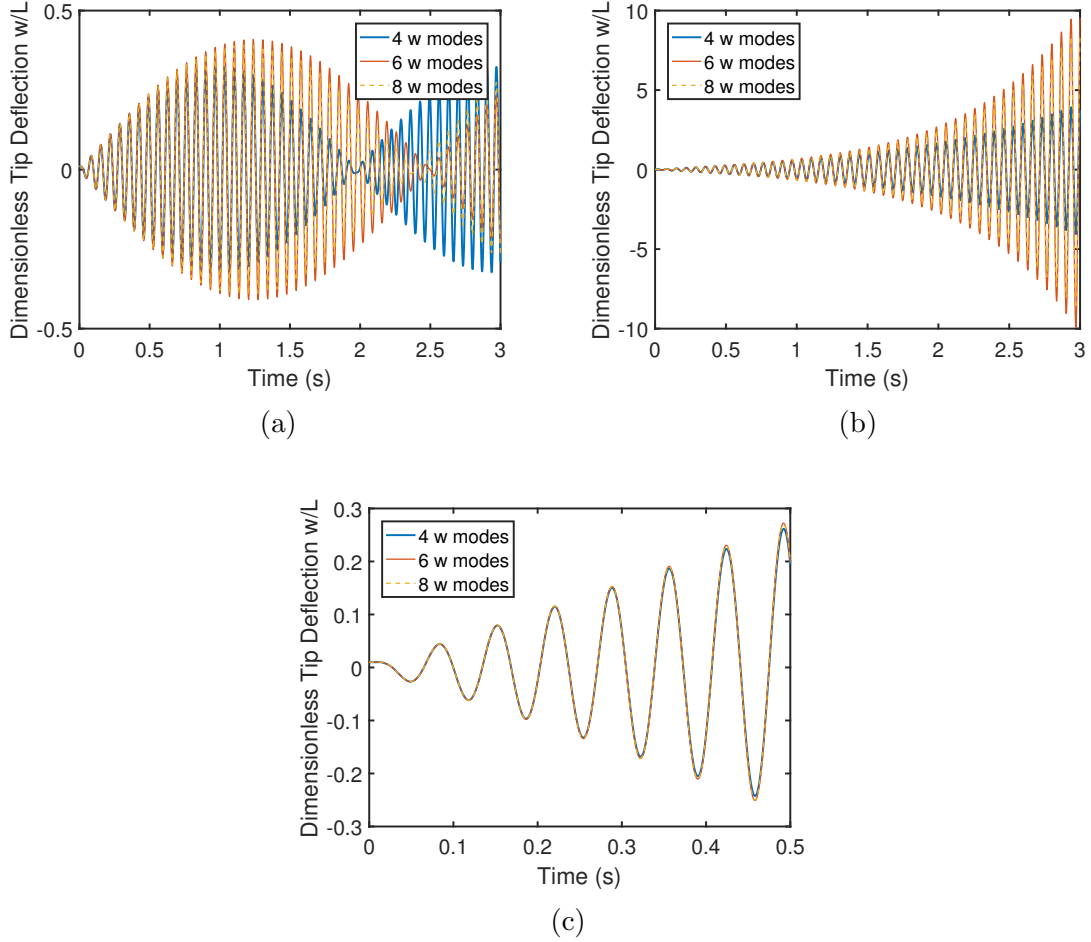 Dimensionless Tip Deflection w/L
0.5
0
-0.5
4 w modes
6 w modes
8 w modes
0 0.5 1 1.5 2 2.5 3
Time (s)
(a)
Dimensionless Tip Deflection w/L
10
5
0
-5
-10
4 w modes
6 w modes
8 w modes
0 0.5 1 1.5 2 2.5 3
Time (s)
(b)
Dimensionless Tip Deflection w/L
0.3
0.2
0.1
0
-0.1
-0.2
-0.3
4 w modes
6 w modes
8 w modes
0 0.1 0.2 0.3 0.4 0.5
Time (s)
(c)